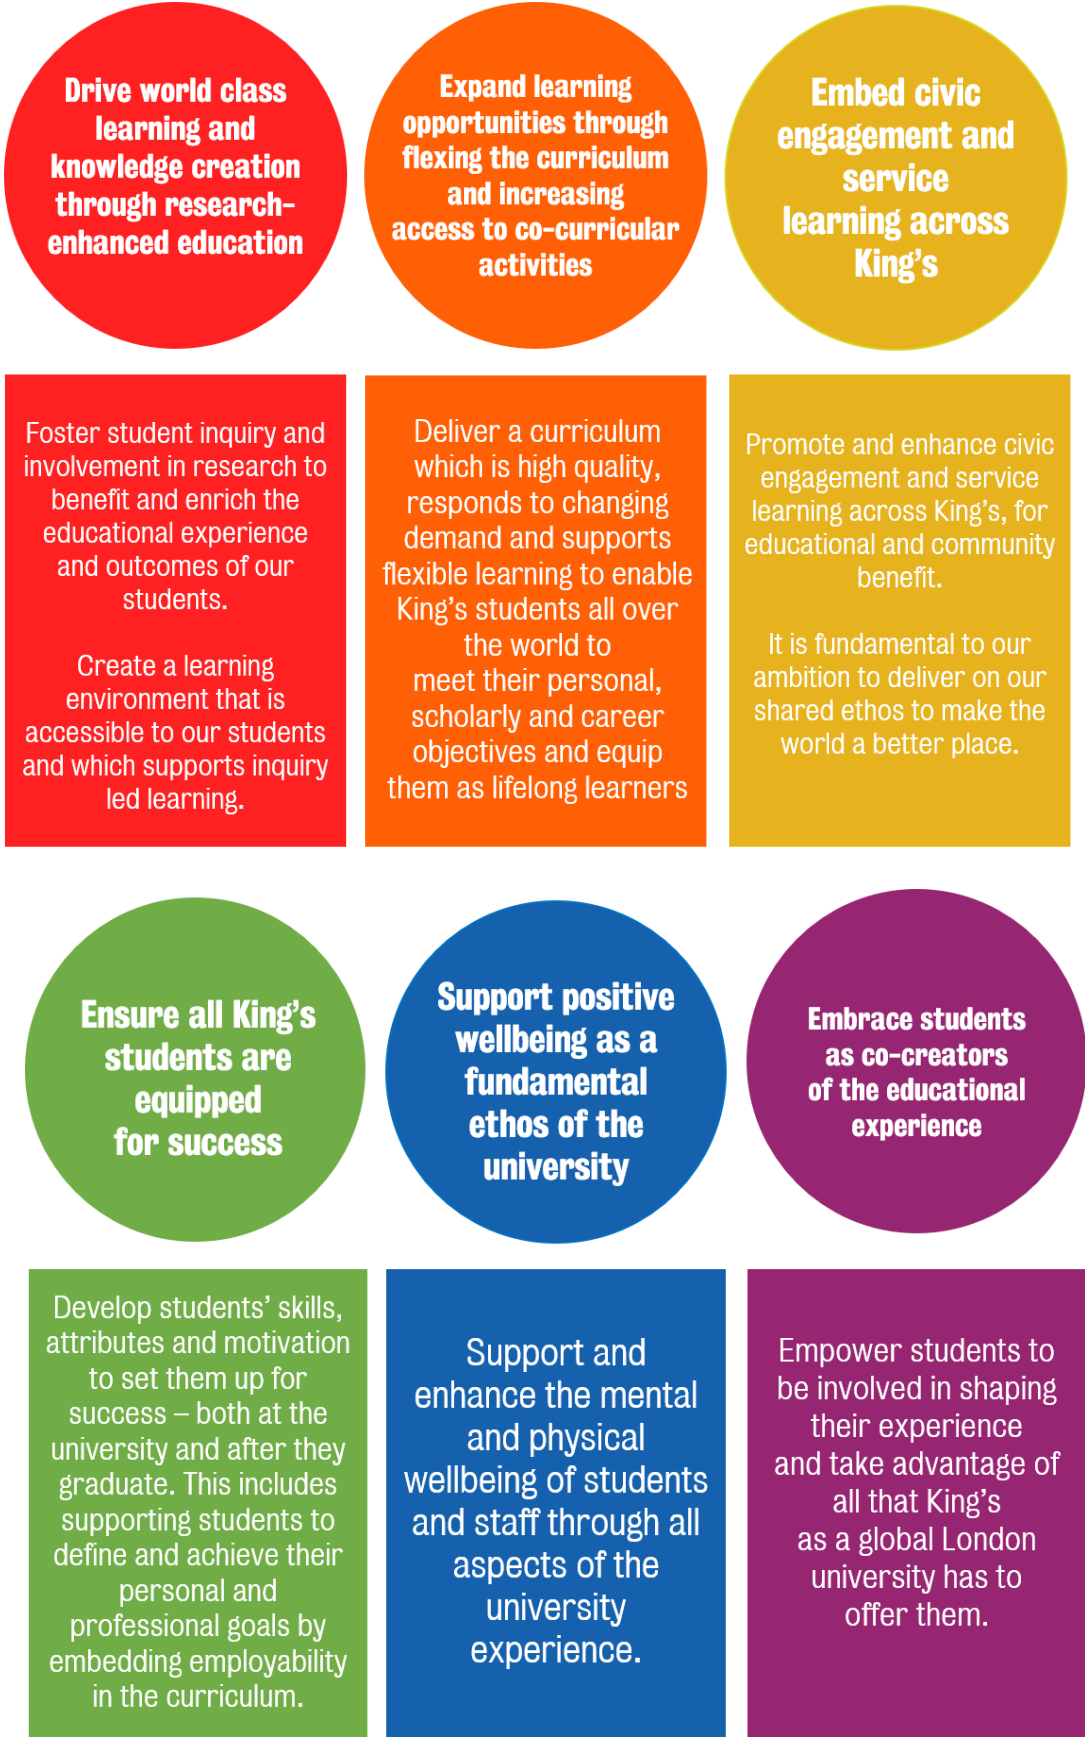 Drive world class
learning and
knowledge creation
through research-
enhanced education
Expand learning
opportunities through
flexing the curriculum
and increasing
access to co-curricular
activities
Embed civic
engagement and
service
learning across
King's
Foster student inquiry and
involvement in research to
benefit and enrich the
educational experience
and outcomes of our
students.
Create a learning
environment that is
accessible to our students
and which supports inquiry
led learning.
Deliver a curriculum
which is high quality,
responds to changing
demand and supports
flexible learning to enable
King's students all over
the world to
meet their personal,
scholarly and career
objectives and equip
them as lifelong learners
Promote and enhance civic
engagement and service
learning across King's, for
educational and community
benefit.
It is fundamental to our
ambition to deliver on our
shared ethos to make the
world a better place.
Ensure all King's
students are
equipped
for success
Support positive
wellbeing as a
fundamental
ethos of the
university
Embrace students
as co-creators
of the educational
experience
Develop students' skills,
attributes and motivation
to set them up for
success – both at the
university and after they
graduate. This includes
supporting students to
define and achieve their
personal and
professional goals by
embedding employability
in the curriculum.
Support and
enhance the mental
and physical
wellbeing of students
and staff through all
aspects of the
university
experience.
Empower students to
be involved in shaping
their experience
and take advantage of
all that King's
as a global London
university has to
offer them.